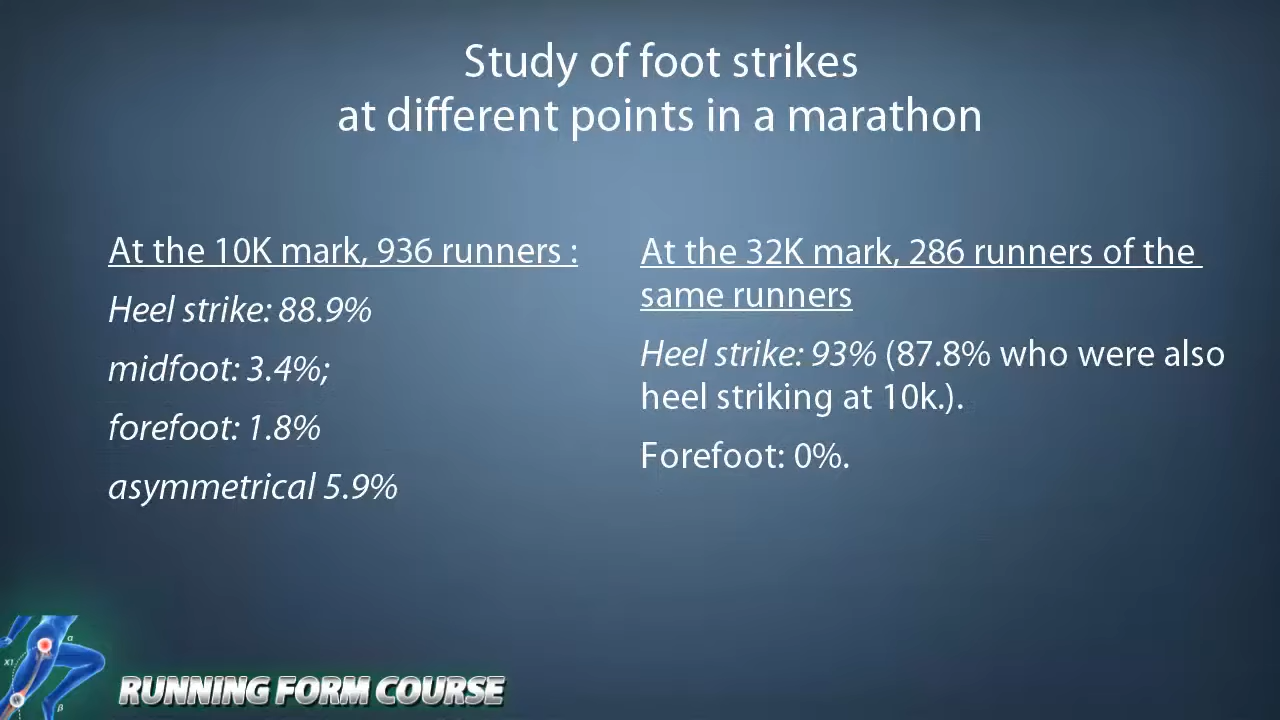 Study of foot strikes
at different points in a marathon
At the 10K mark, 936 runners :
Heel strike: 88.9%
midfoot: 3.4%;
forefoot: 1.8%
asymmetrical 5.9%
At the 32K mark, 286 runners of the
same runners
Heel strike: 93% (87.8% who were also
heel striking at 10k.).
Forefoot: 0%.
α
X1
β
RUNNING FORM COURSE